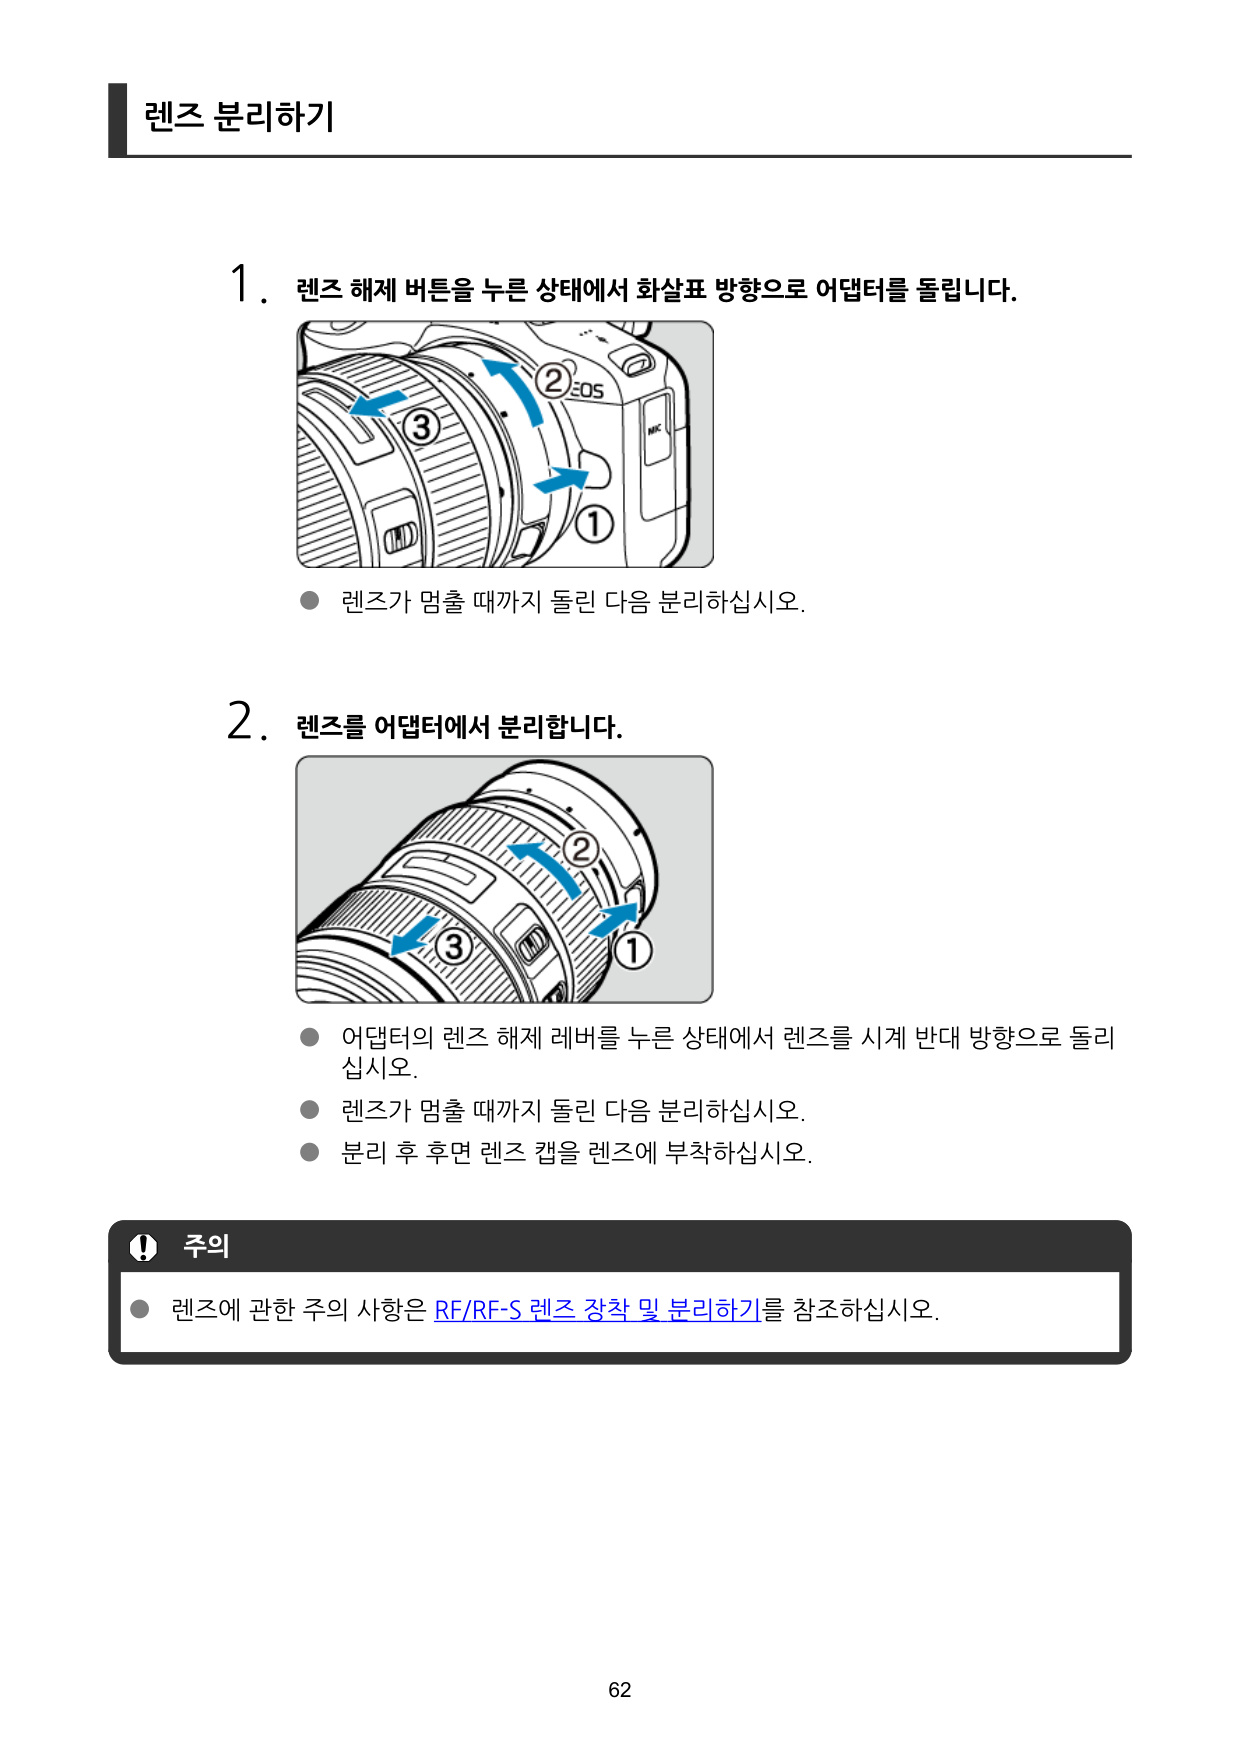 렌즈 분리하기
1. 렌즈 해제 버튼을 누른 상태에서 화살표 방향으로 어댑터를 돌립니다.
②
EOS
③
MIC
①
● 렌즈가 멈출 때까지 돌린 다음 분리하십시오.
2. 렌즈를 어댑터에서 분리합니다.
②
③
①
● 어댑터의 렌즈 해제 레버를 누른 상태에서 렌즈를 시계 반대 방향으로 돌리
십시오.
● 렌즈가 멈출 때까지 돌린 다음 분리하십시오.
● 분리 후 후면 렌즈 캡을 렌즈에 부착하십시오.
주의
● 렌즈에 관한 주의 사항은 RF/RF-S 렌즈 장착 및 분리하기를 참조하십시오.
62